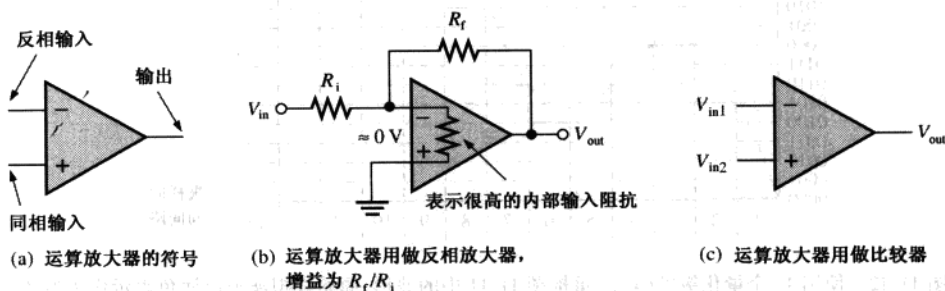 反相输入
输出
−
+
同相输入
(a) 运算放大器的符号
R_f
R_i
V_in
≈ 0 V
−
+
V_out
表示很高的内部输入阻抗
(b) 运算放大器用做反相放大器，
增益为 R_f/R_i
V_in1
−
V_in2
+
V_out
(c) 运算放大器用做比较器